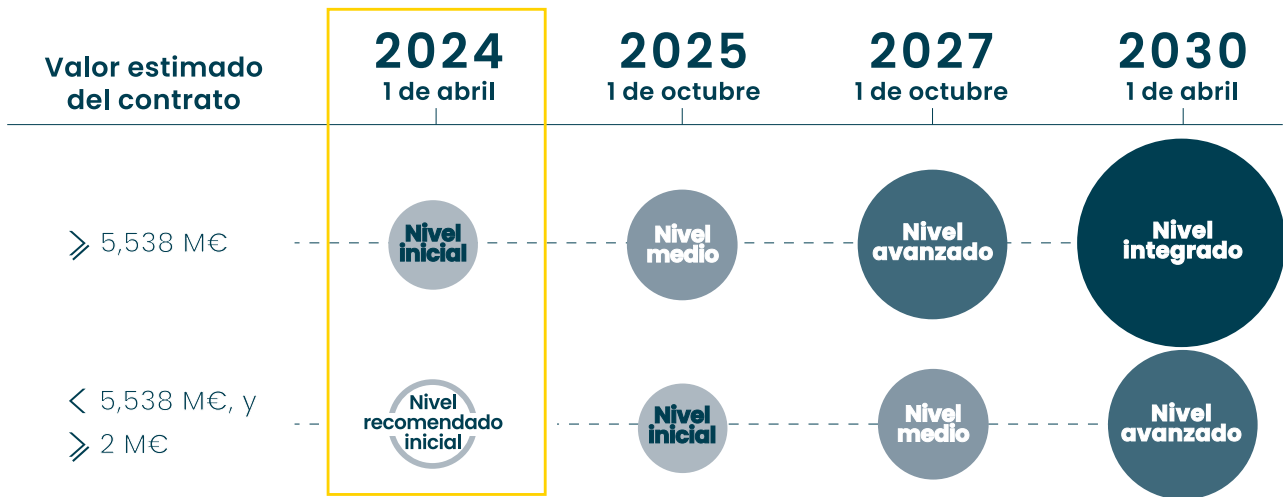 Valor estimado
del contrato
2024
1 de abril
2025
1 de octubre
2027
1 de octubre
2030
1 de abril
⩾ 5,538 M€
Nivel
inicial
Nivel
medio
Nivel
avanzado
Nivel
integrado
< 5,538 M€, y
⩾ 2 M€
Nivel
recomendado
inicial
Nivel
inicial
Nivel
medio
Nivel
avanzado